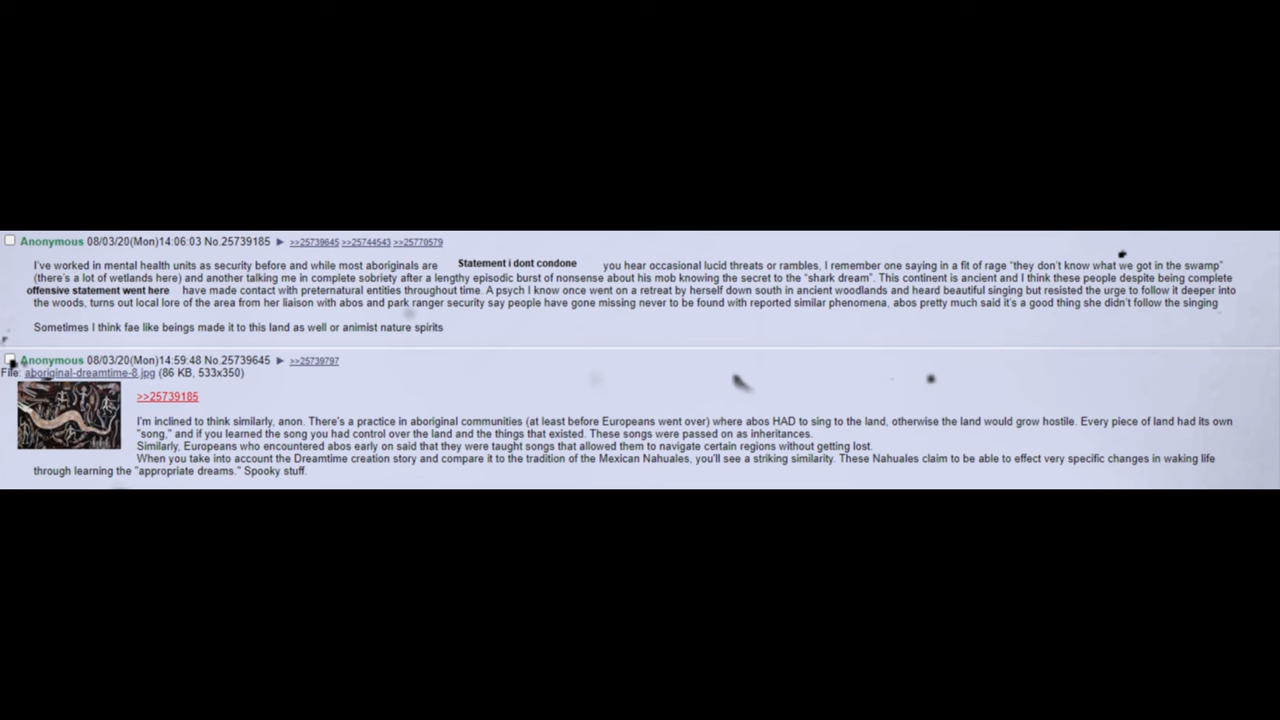 Anonymous 08/03/20(Mon)14:06:03 No.25739185 ▶ >>25739645 >>25744543 >>25770579
I've worked in mental health units as security before and while most aboriginals are Statement i dont condone you hear occasional lucid threats or rambles, I remember one saying in a fit of rage "they don't know what we got in the swamp"
(there's a lot of wetlands here) and another talking me in complete sobriety after a lengthy episodic burst of nonsense about his mob knowing the secret to the "shark dream". This continent is ancient and I think these people despite being complete
offensive statement went here have made contact with preternatural entities throughout time. A psych I know once went on a retreat by herself down south in ancient woodlands and heard beautiful singing but resisted the urge to follow it deeper into
the woods, turns out local lore of the area from her liaison with abos and park ranger security say people have gone missing never to be found with reported similar phenomena, abos pretty much said it's a good thing she didn't follow the singing
Sometimes I think fae like beings made it to this land as well or animist nature spirits
Anonymous 08/03/20(Mon)14:59:48 No.25739645 ▶ >>25739797
File: aboriginal-dreamtime-8.jpg (86 KB, 533x350)
>>25739185
I'm inclined to think similarly, anon. There's a practice in aboriginal communities (at least before Europeans went over) where abos HAD to sing to the land, otherwise the land would grow hostile. Every piece of land had its own
"song," and if you learned the song you had control over the land and the things that existed. These songs were passed on as inheritances.
Similarly, Europeans who encountered abos early on said that they were taught songs that allowed them to navigate certain regions without getting lost.
When you take into account the Dreamtime creation story and compare it to the tradition of the Mexican Nahuales, you'll see a striking similarity. These Nahuales claim to be able to effect very specific changes in waking life
through learning the "appropriate dreams." Spooky stuff.